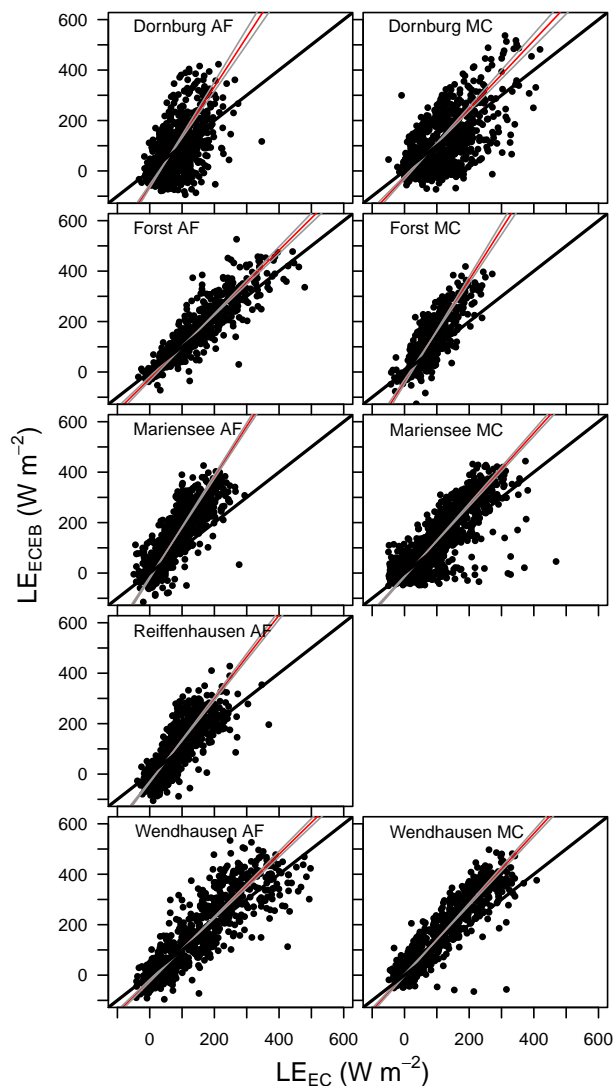 Dornburg AF
Dornburg MC
600
400
200
0
Forst AF
Forst MC
600
400
200
0
Mariensee AF
Mariensee MC
600
400
200
0
Reiffenhausen AF
600
400
200
0
Wendhausen AF
Wendhausen MC
600
400
200
0
0 200 400 600
0 200 400 600
LE_ECEB (W m⁻²)
LE_EC (W m⁻²)